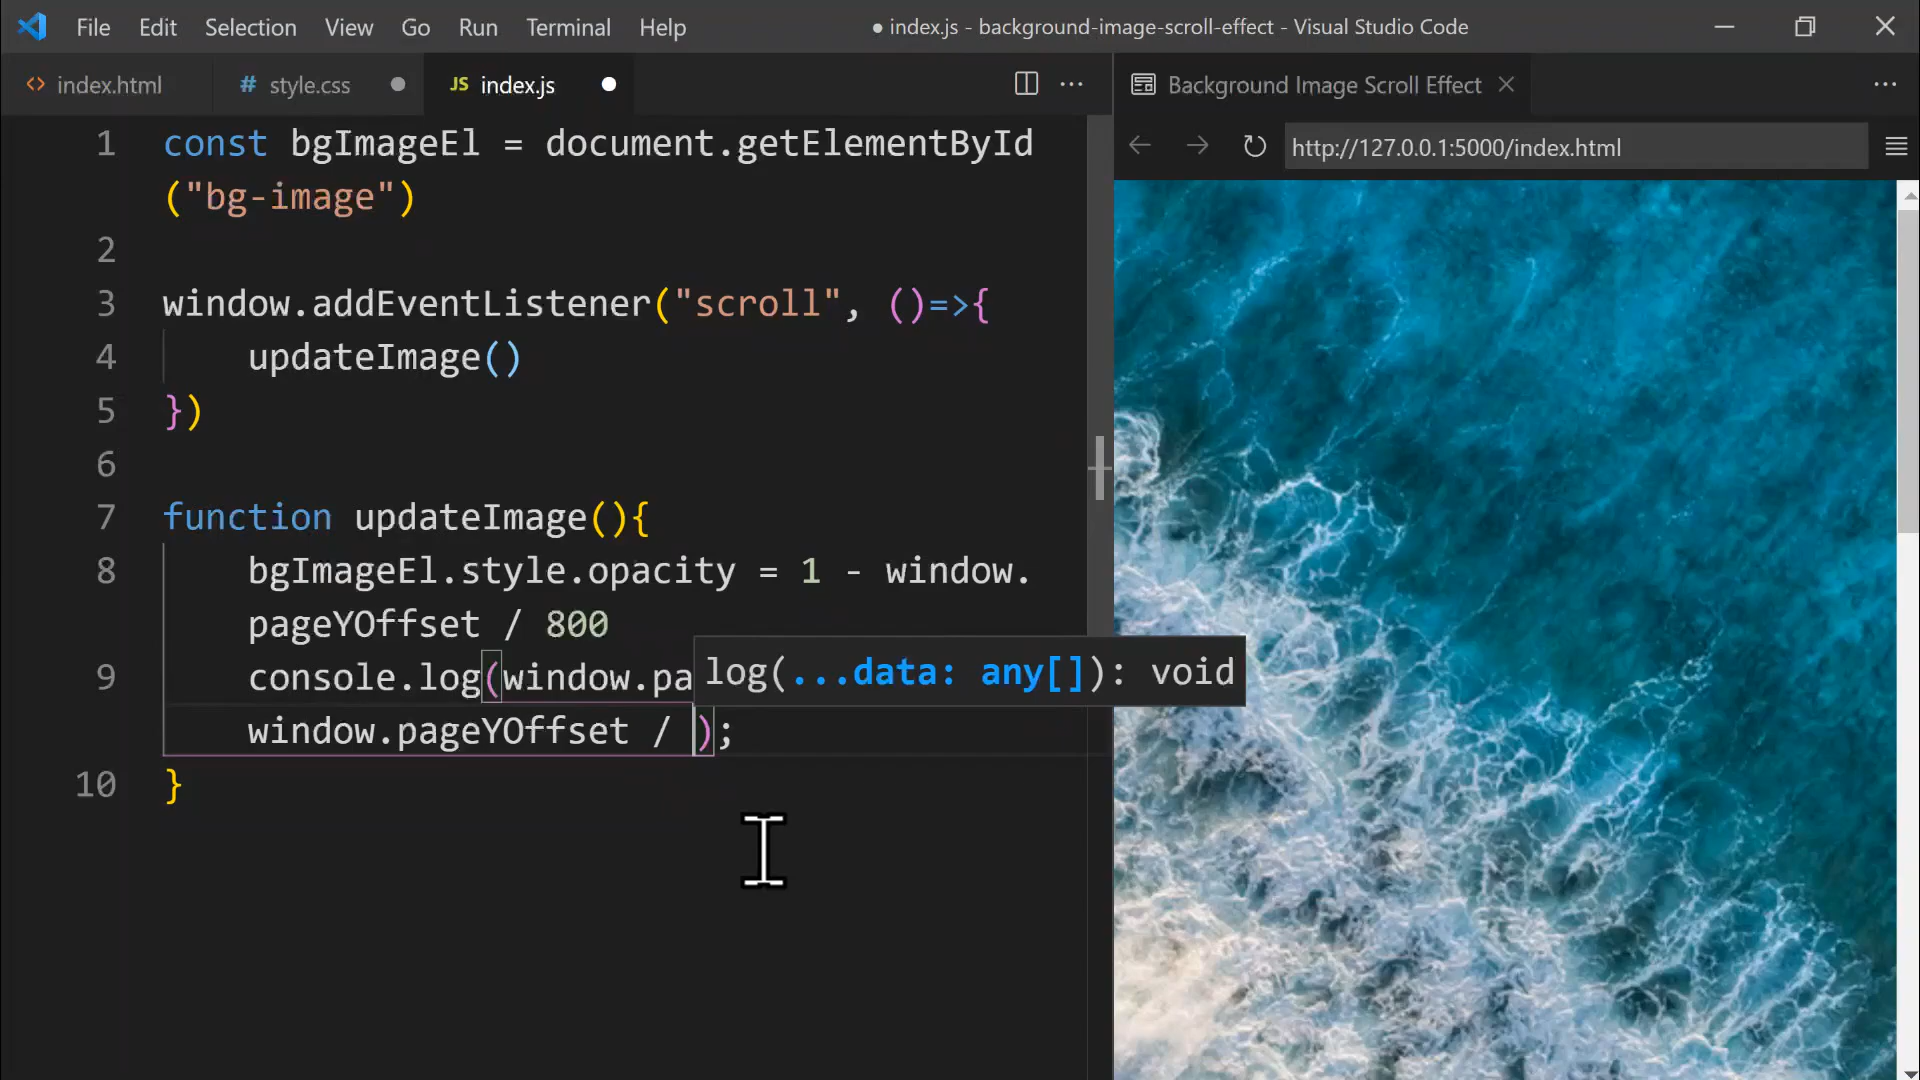 File Edit Selection View Go Run Terminal Help ● index.js - background-image-scroll-effect - Visual Studio Code
<> index.html # style.css JS index.js
Background Image Scroll Effect
http://127.0.0.1:5000/index.html
1 const bgImageEl = document.getElementById
("bg-image")
2
3 window.addEventListener("scroll", ()=>{
4 updateImage()
5 })
6
7 function updateImage(){
8 bgImageEl.style.opacity = 1 - window.
pageYOffset / 800
9 console.log(window.pa
log(...data: any[]): void
window.pageYOffset / );
10 }